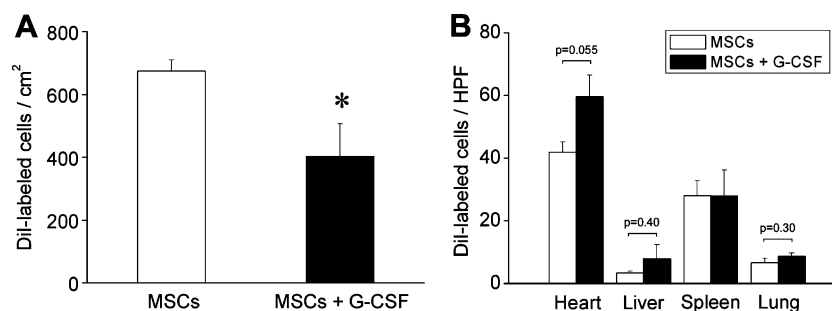 A
DiI-labeled cells / cm²
800
600
400
200
0
*
MSCs
MSCs + G-CSF
B
DiI-labeled cells / HPF
80
60
40
20
0
MSCs
MSCs + G-CSF
p=0.055
p=0.40
p=0.30
Heart Liver Spleen Lung